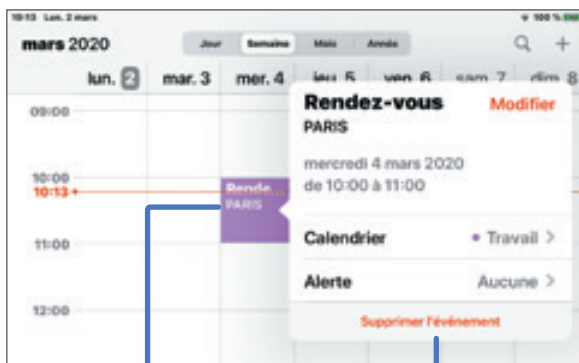 10:13 Lun. 2 mars 100 %
mars 2020 Jour Semaine Mois Année
lun. 2 mar. 3 mer. 4 jeu 5 ven. 6 sam 7 dim 8
09:00
Rendez-vous Modifier
PARIS
mercredi 4 mars 2020
de 10:00 à 11:00
10:00
10:13
Rende...
PARIS
Calendrier Travail >
11:00
Alerte Aucune >
12:00
Supprimer l'événement